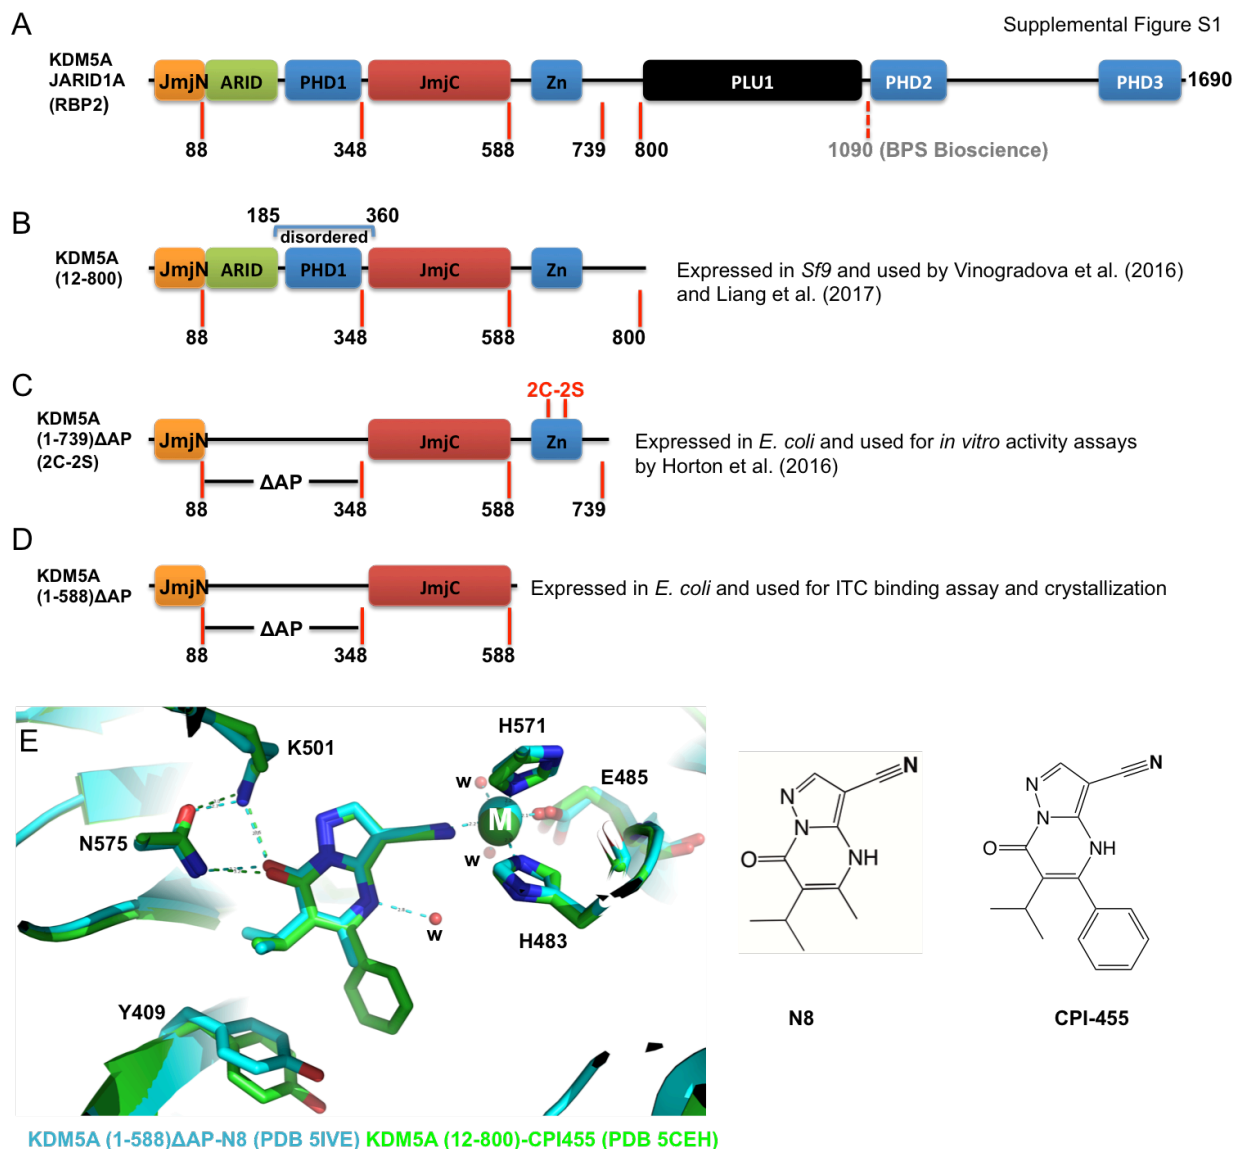 A
Supplemental Figure S1
KDM5A
JARID1A
(RBP2)
JmjN ARID PHD1 JmjC Zn PLU1 PHD2 PHD3 1690
88 348 588 739 800 1090 (BPS Bioscience)
B
185 360
disordered
KDM5A
(12-800)
JmjN ARID PHD1 JmjC Zn
Expressed in Sf9 and used by Vinogradova et al. (2016)
and Liang et al. (2017)
88 348 588 800
C
2C-2S
KDM5A
(1-739)ΔAP
(2C-2S)
JmjN JmjC Zn
Expressed in E. coli and used for in vitro activity assays
by Horton et al. (2016)
ΔAP
88 348 588 739
D
KDM5A
(1-588)ΔAP
JmjN JmjC
Expressed in E. coli and used for ITC binding assay and crystallization
ΔAP
88 348 588
E
K501
H571
E485
w
M
N575
w
w
H483
Y409
N
N
N
O
NH
N8
N
N
N
O
NH
CPI-455
KDM5A (1-588)ΔAP-N8 (PDB 5IVE) KDM5A (12-800)-CPI455 (PDB 5CEH)